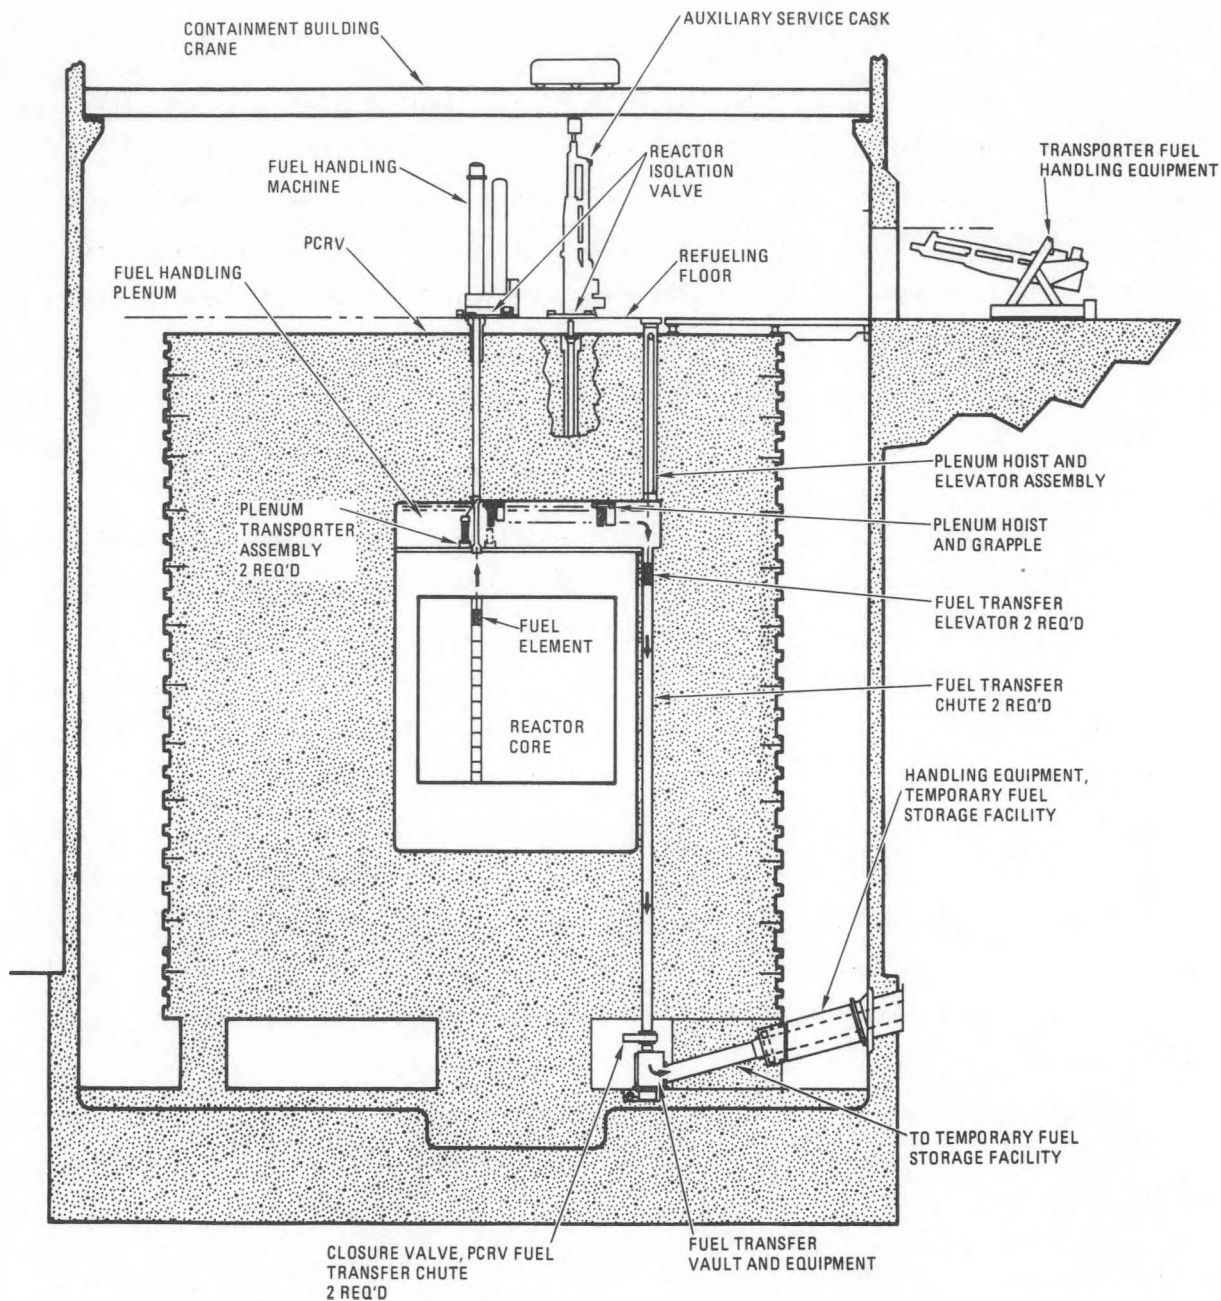 CONTAINMENT BUILDING
CRANE
AUXILIARY SERVICE CASK
FUEL HANDLING
MACHINE
REACTOR
ISOLATION
VALVE
TRANSPORTER FUEL
HANDLING EQUIPMENT
PCRV
FUEL HANDLING
PLENUM
REFUELING
FLOOR
PLENUM HOIST AND
ELEVATOR ASSEMBLY
PLENUM
TRANSPORTER
ASSEMBLY
2 REQ'D
PLENUM HOIST
AND GRAPPLE
FUEL TRANSFER
ELEVATOR 2 REQ'D
FUEL
ELEMENT
FUEL TRANSFER
CHUTE 2 REQ'D
REACTOR
CORE
HANDLING EQUIPMENT,
TEMPORARY FUEL
STORAGE FACILITY
TO TEMPORARY FUEL
STORAGE FACILITY
CLOSURE VALVE, PCRV FUEL
TRANSFER CHUTE
2 REQ'D
FUEL TRANSFER
VAULT AND EQUIPMENT